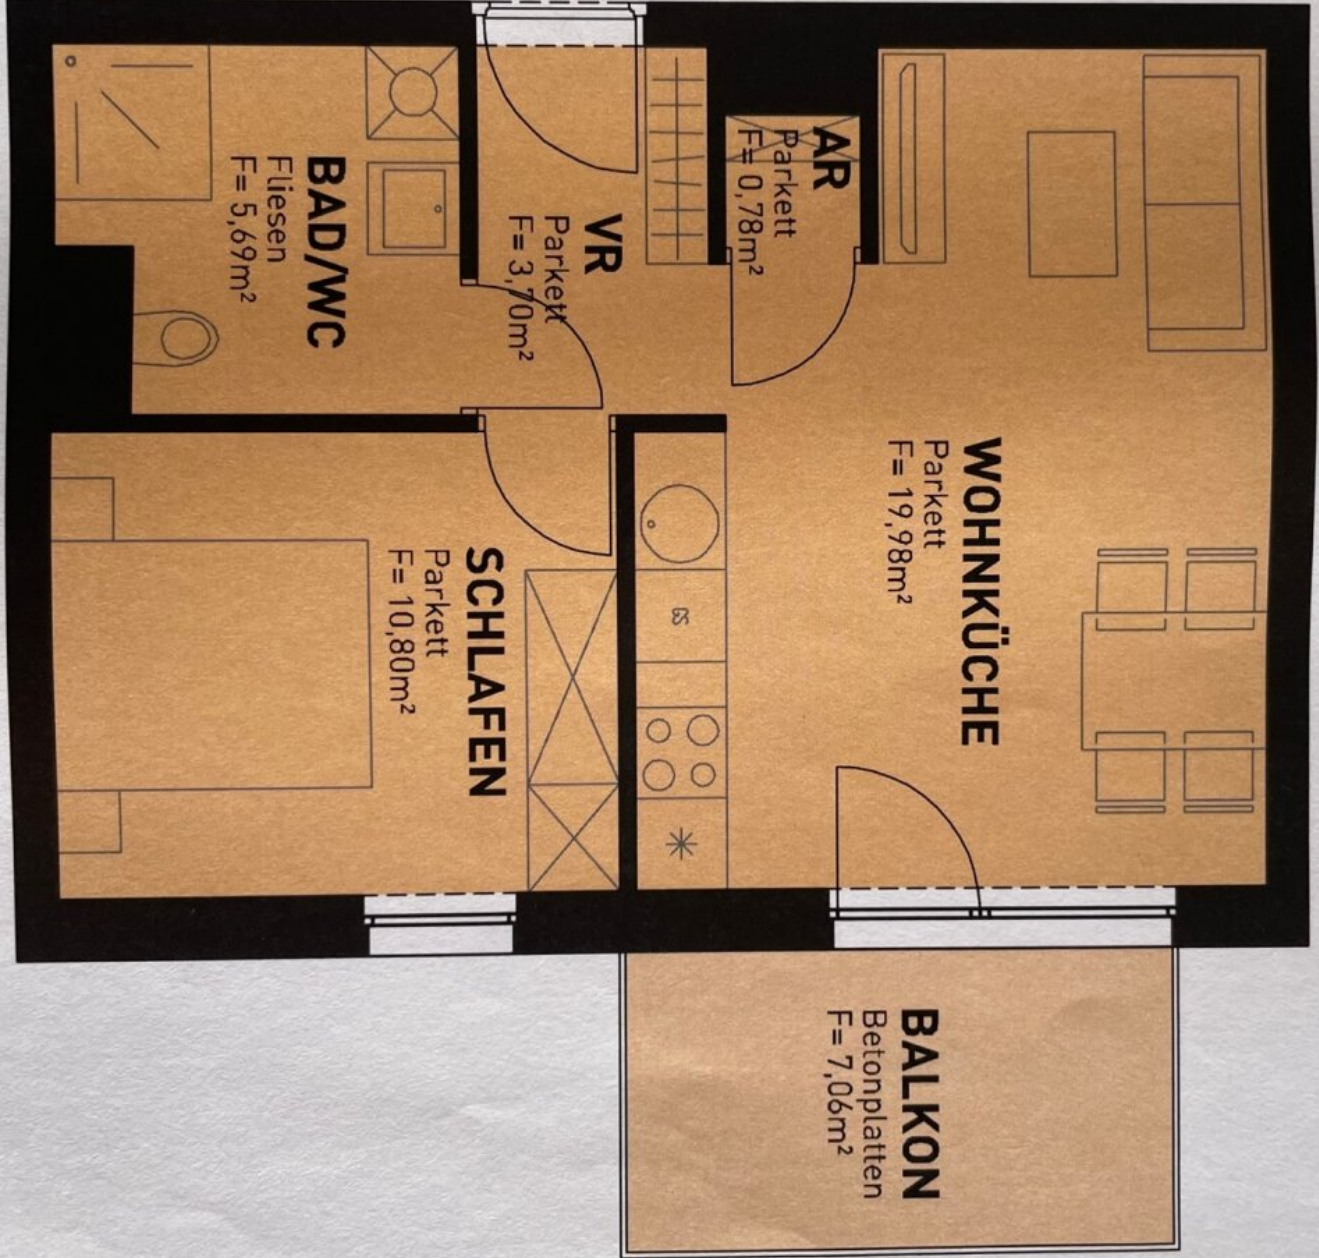 BAD/WC
Fliesen
F= 5,69m²
VR
Parkett
F= 3,70m²
AR
Parkett
F= 0,78m²
WOHNKÜCHE
Parkett
F= 19,98m²
SCHLAFEN
Parkett
F= 10,80m²
GS
BALKON
Betonplatten
F= 7,06m²